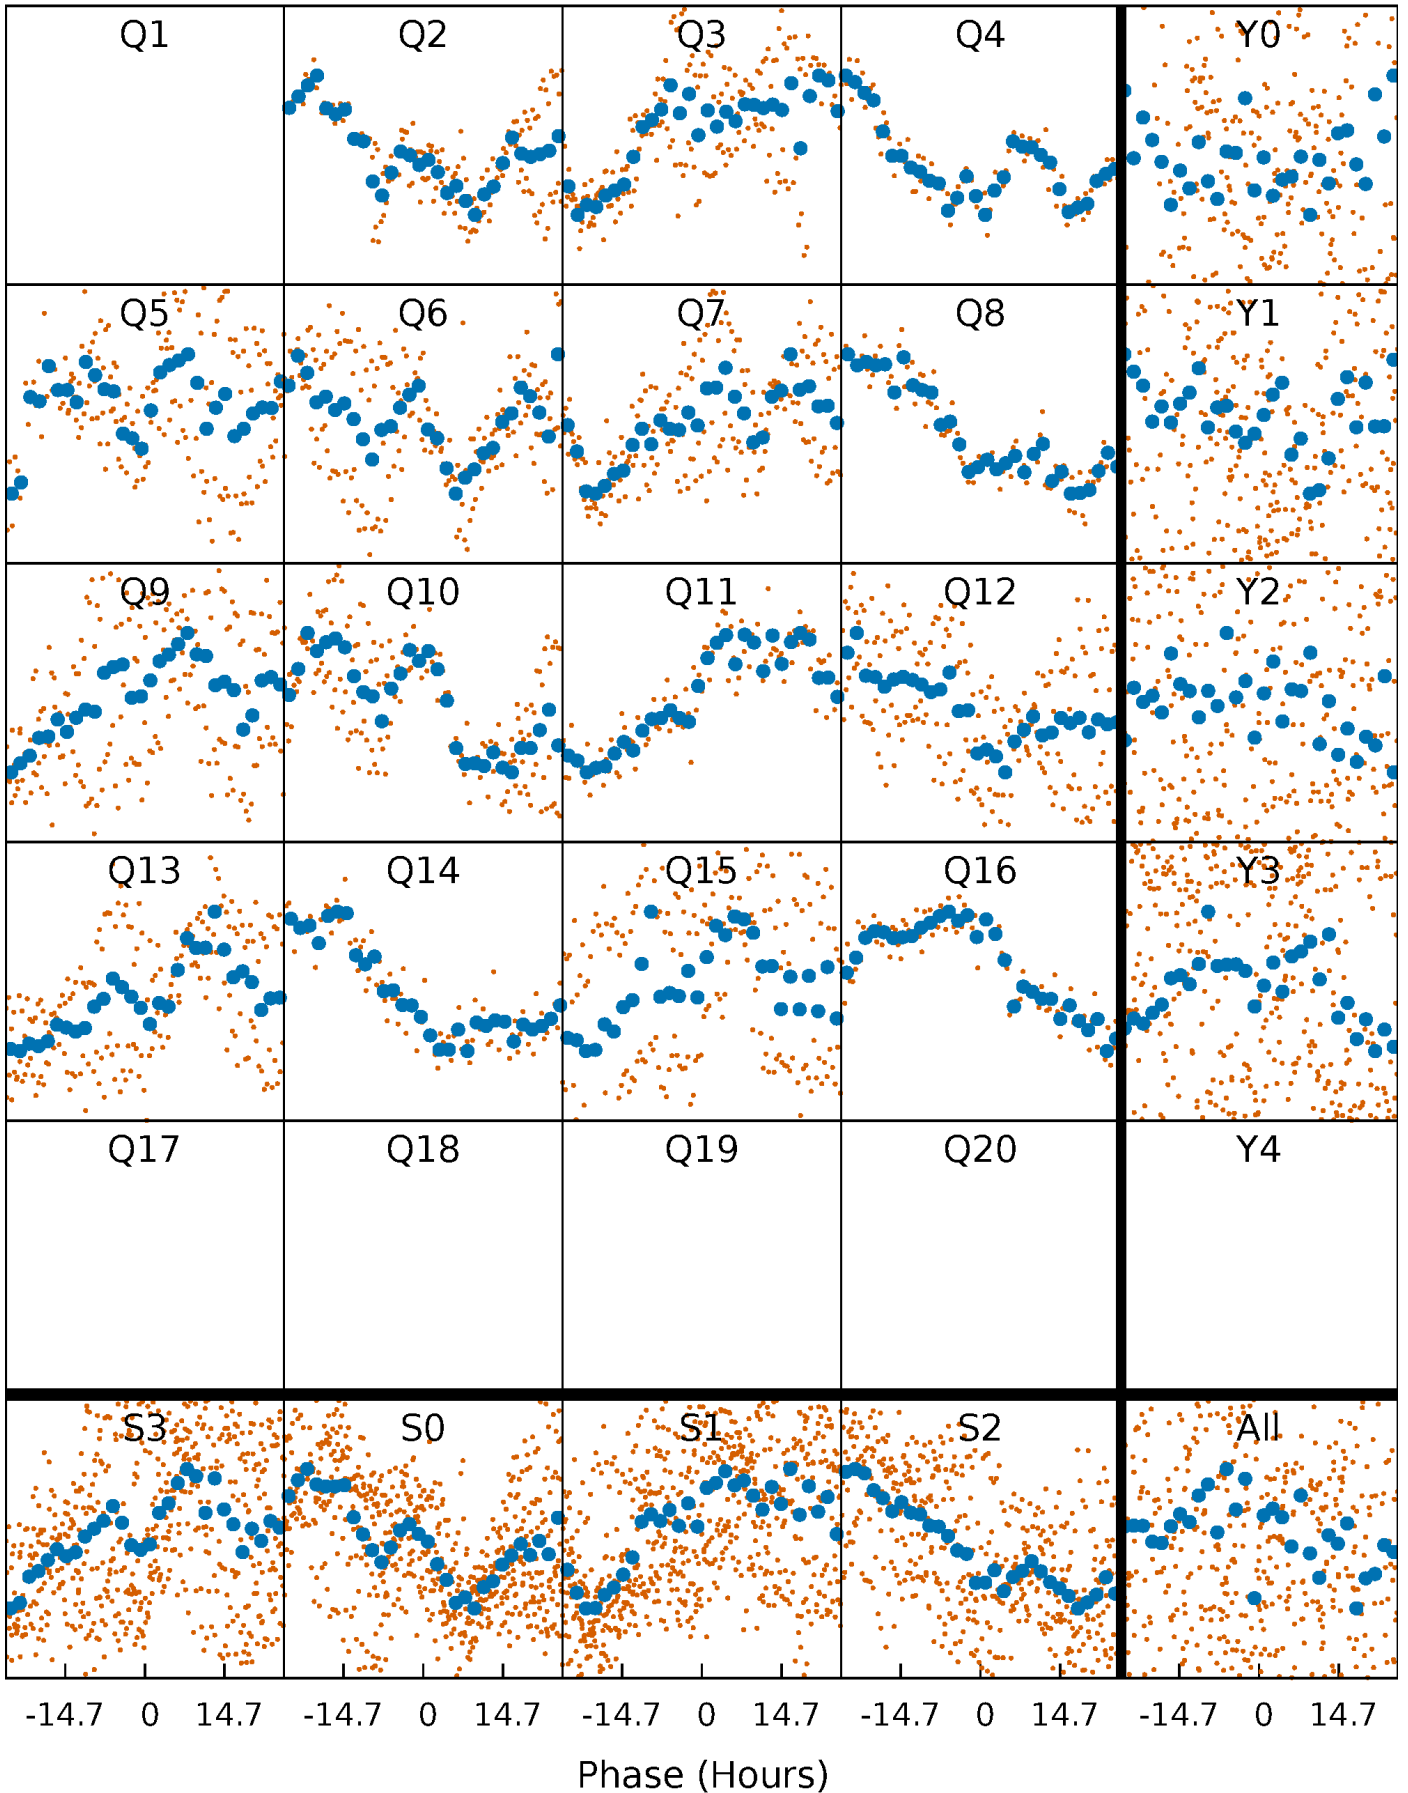 Q1 Q2 Q3 Q4 Y0
Q5 Q6 Q7 Q8 Y1
Q9 Q10 Q11 Q12 Y2
Q13 Q14 Q15 Q16 Y3
Q17 Q18 Q19 Q20 Y4
S3 S0 S1 S2 All
-14.7 0 14.7 -14.7 0 14.7 -14.7 0 14.7 -14.7 0 14.7 -14.7 0 14.7
Phase (Hours)